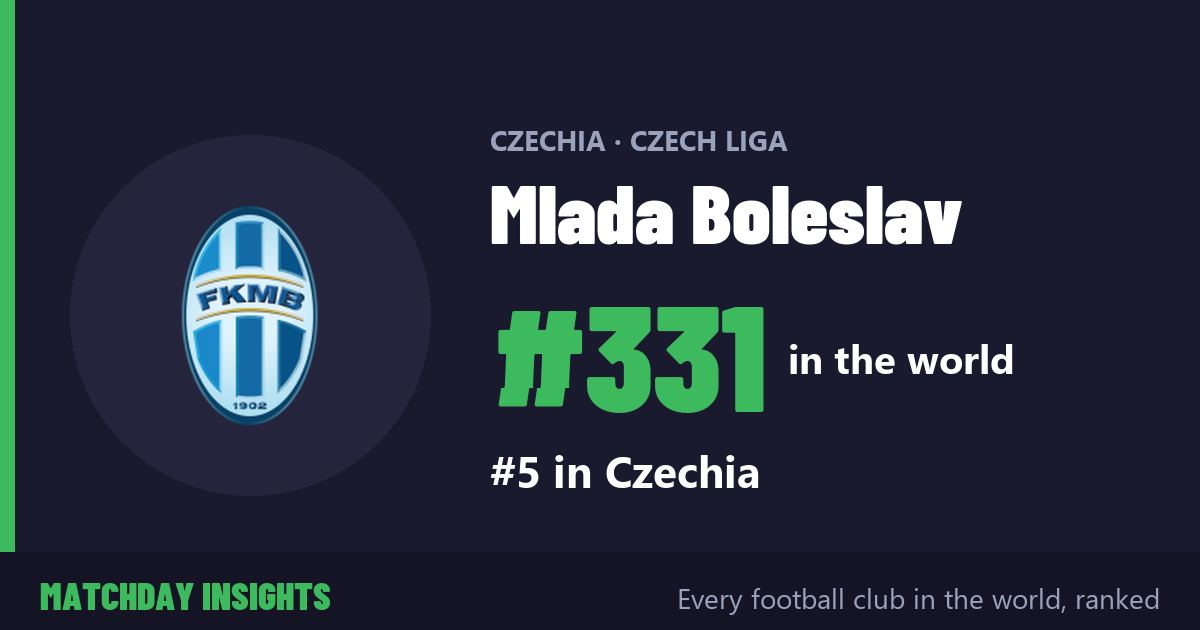 CZECHIA · CZECH LIGA
Mlada Boleslav
FKMB
1902
#331 in the world
#5 in Czechia
MATCHDAY INSIGHTS
Every football club in the world, ranked